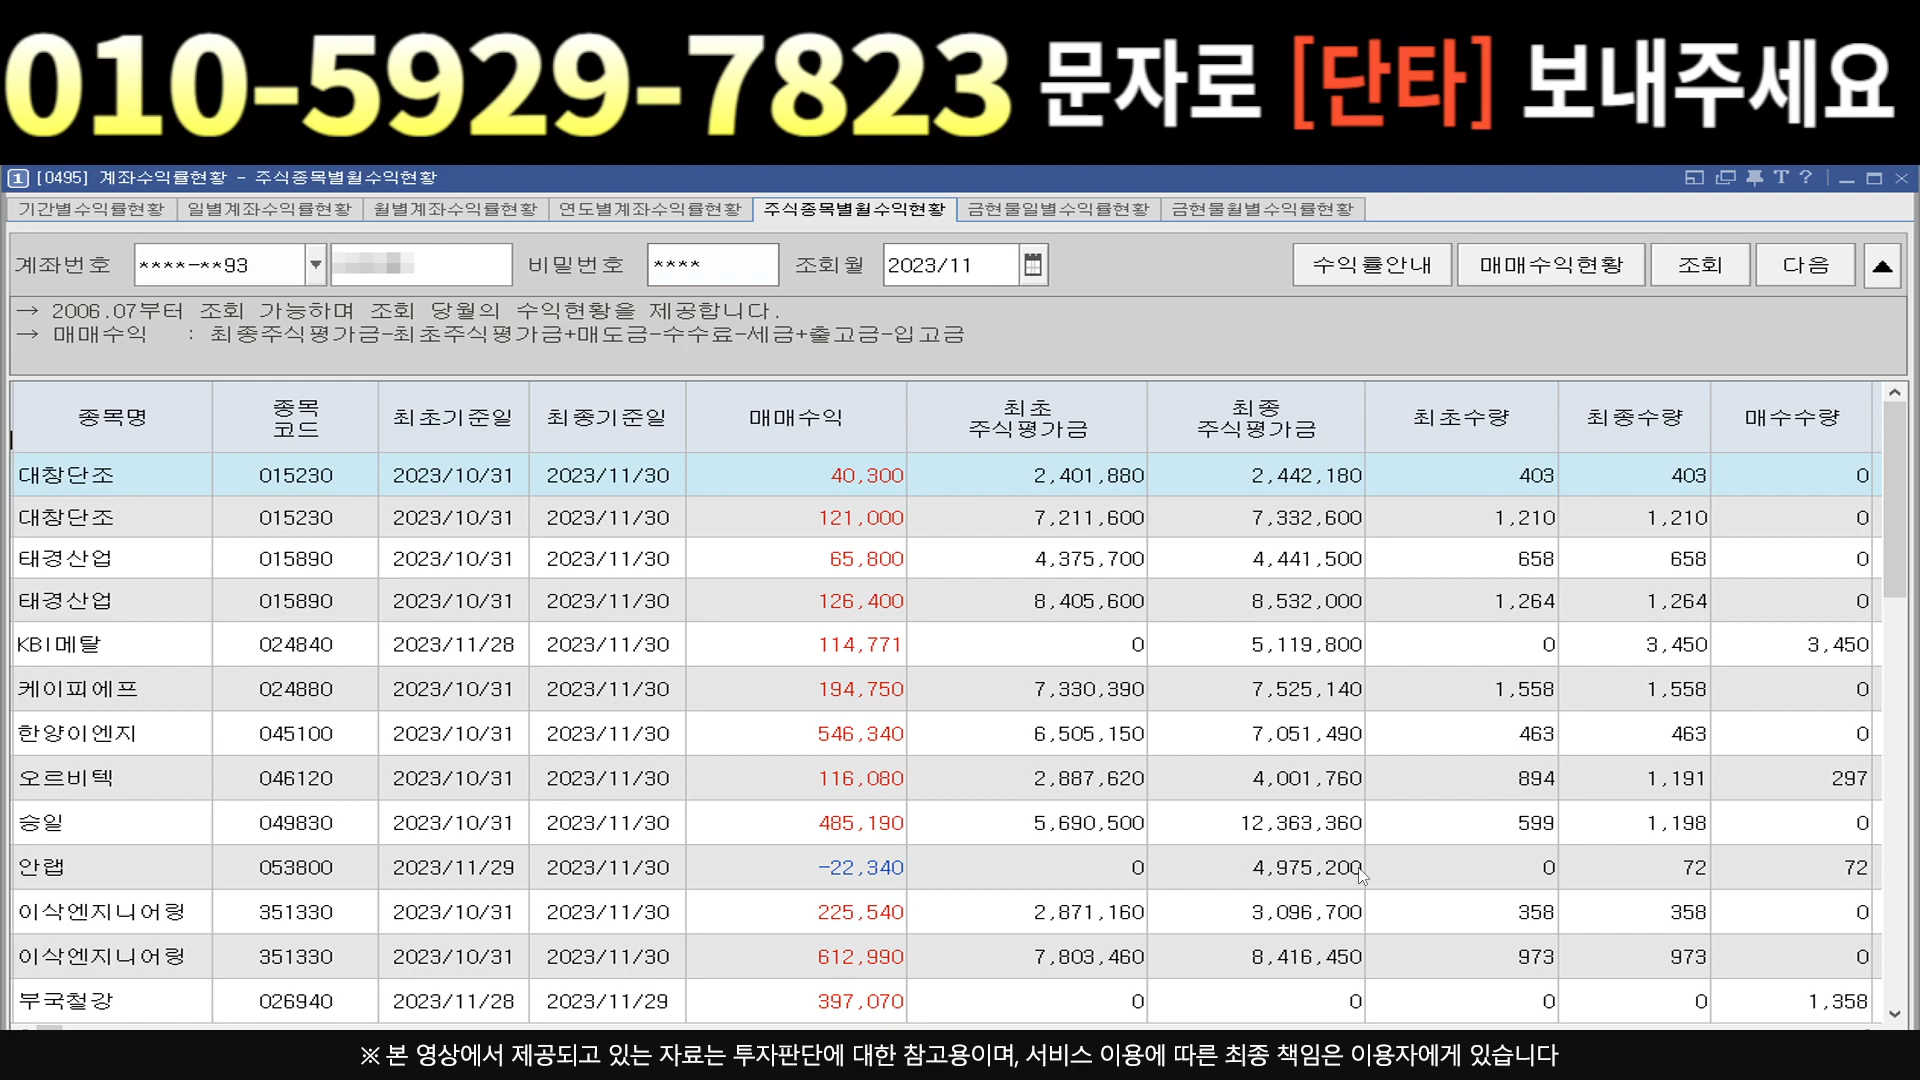 010-5929-7823 문자로 [단타] 보내주세요
1 [0495] 계좌수익률현황 - 주식종목별월수익현황
기간별수익률현황 일별계좌수익률현황 월별계좌수익률현황 연도별계좌수익률현황 주식종목별월수익현황 금현물일별수익률현황 금현물월별수익률현황
계좌번호 ****-**93 비밀번호 **** 조회월 2023/11 수익률안내 매매수익현황 조회 다음
→ 2006.07부터 조회 가능하며 조회 당월의 수익현황을 제공합니다.
→ 매매수익 : 최종주식평가금-최초주식평가금+매도금-수수료-세금+출고금-입고금
종목명 종목코드 최초기준일 최종기준일 매매수익 최초주식평가금 최종주식평가금 최초수량 최종수량 매수수량
대창단조 015230 2023/10/31 2023/11/30 40,300 2,401,880 2,442,180 403 403 0
대창단조 015230 2023/10/31 2023/11/30 121,000 7,211,600 7,332,600 1,210 1,210 0
태경산업 015890 2023/10/31 2023/11/30 65,800 4,375,700 4,441,500 658 658 0
태경산업 015890 2023/10/31 2023/11/30 126,400 8,405,600 8,532,000 1,264 1,264 0
KBI메탈 024840 2023/11/28 2023/11/30 114,771 0 5,119,800 0 3,450 3,450
케이피에프 024880 2023/10/31 2023/11/30 194,750 7,330,390 7,525,140 1,558 1,558 0
한양이엔지 045100 2023/10/31 2023/11/30 546,340 6,505,150 7,051,490 463 463 0
오르비텍 046120 2023/10/31 2023/11/30 116,080 2,887,620 4,001,760 894 1,191 297
승일 049830 2023/10/31 2023/11/30 485,190 5,690,500 12,363,360 599 1,198 0
안랩 053800 2023/11/29 2023/11/30 -22,340 0 4,975,200 0 72 72
이삭엔지니어링 351330 2023/10/31 2023/11/30 225,540 2,871,160 3,096,700 358 358 0
이삭엔지니어링 351330 2023/10/31 2023/11/30 612,990 7,803,460 8,416,450 973 973 0
부국철강 026940 2023/11/28 2023/11/29 397,070 0 0 0 0 1,358
※ 본 영상에서 제공되고 있는 자료는 투자판단에 대한 참고용이며, 서비스 이용에 따른 최종 책임은 이용자에게 있습니다